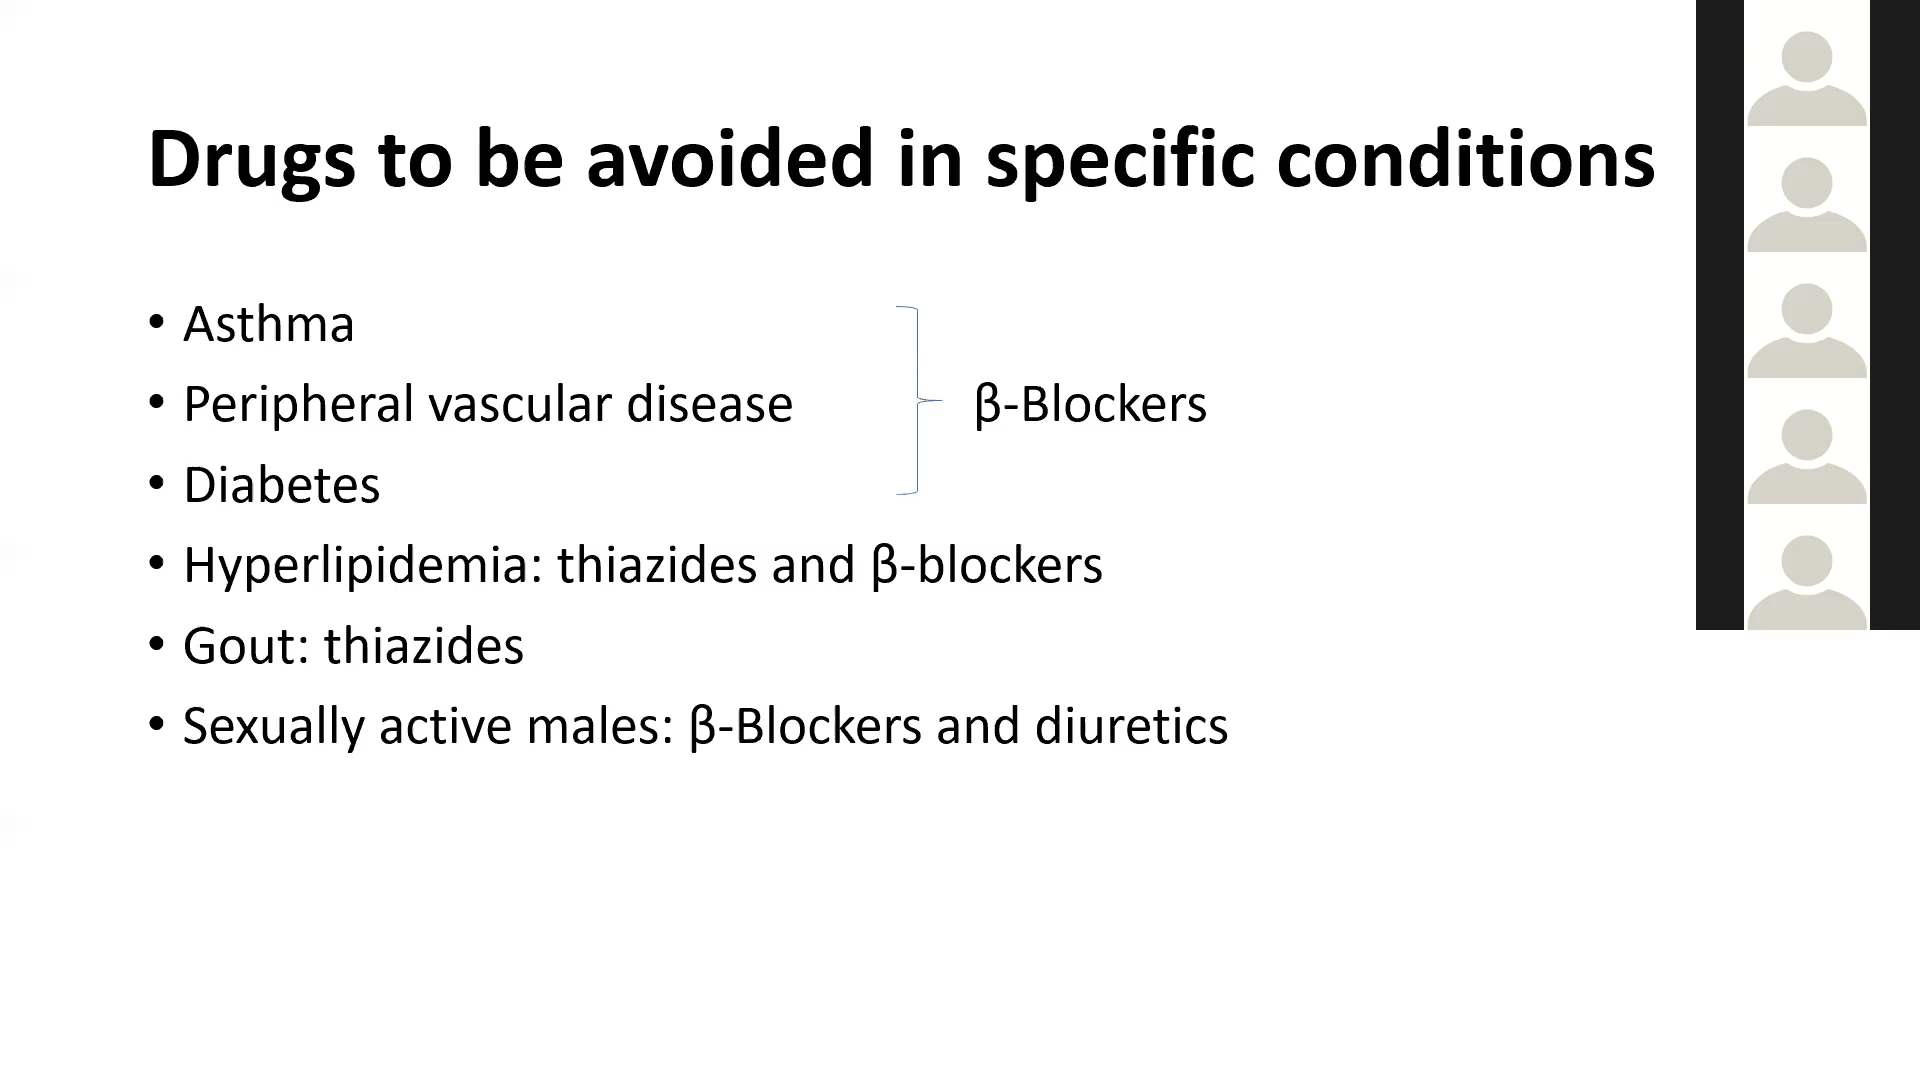 Drugs to be avoided in specific conditions
• Asthma
• Peripheral vascular disease
β-Blockers
• Diabetes
• Hyperlipidemia: thiazides and β-blockers
• Gout: thiazides
• Sexually active males: β-Blockers and diuretics